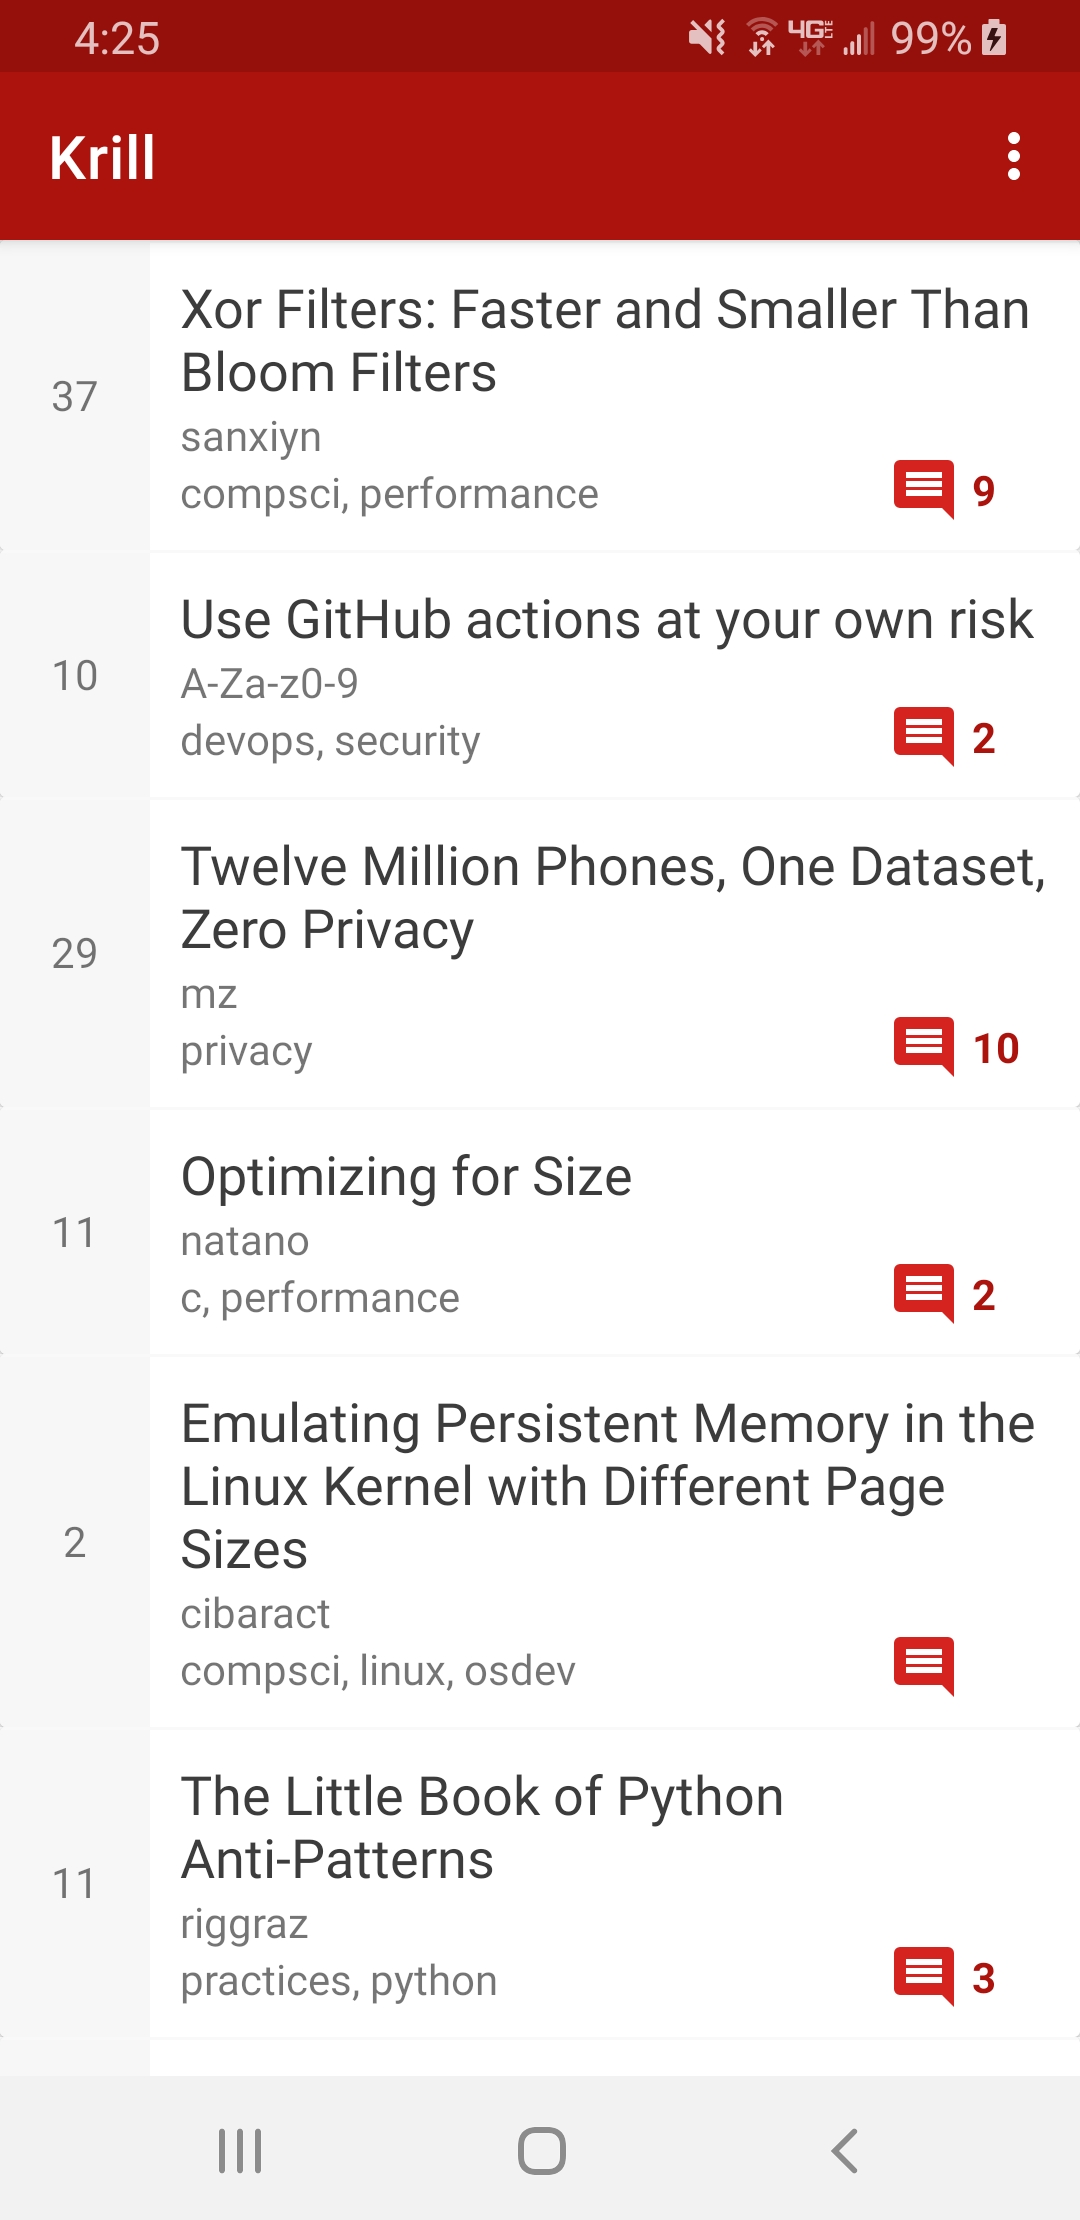 4:25
4G LTE 99%
Krill
Xor Filters: Faster and Smaller Than
Bloom Filters
37
sanxiyn
compsci, performance
9
Use GitHub actions at your own risk
10
A-Za-z0-9
devops, security
2
Twelve Million Phones, One Dataset,
Zero Privacy
29
mz
privacy
10
Optimizing for Size
11
natano
c, performance
2
Emulating Persistent Memory in the
Linux Kernel with Different Page
Sizes
2
cibaract
compsci, linux, osdev
The Little Book of Python
Anti-Patterns
11
riggraz
practices, python
3